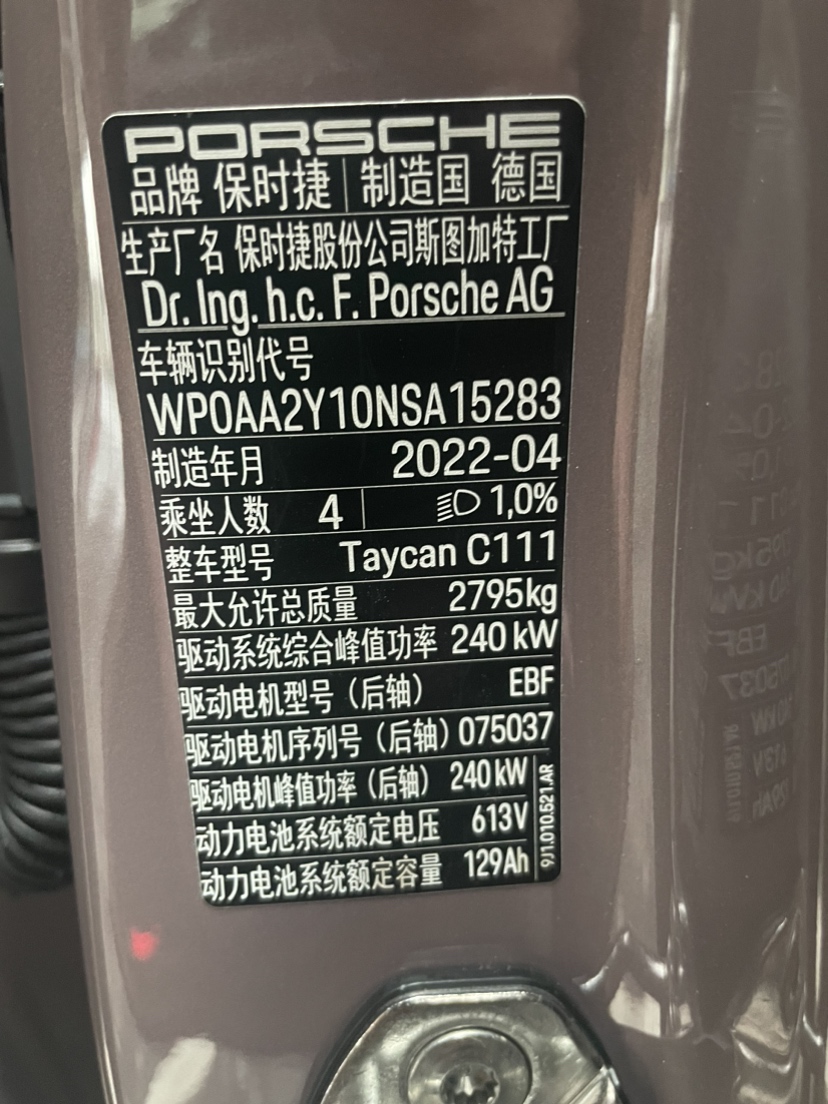 PORSCHE
品牌 保时捷 制造国 德国
生产厂名 保时捷股份公司斯图加特工厂
Dr. Ing. h.c. F. Porsche AG
车辆识别代号
WP0AA2Y10NSA15283
制造年月 2022-04
乘坐人数 4 1,0%
整车型号 Taycan C111
最大允许总质量 2795kg
驱动系统综合峰值功率 240 kW
驱动电机型号（后轴） EBF
驱动电机序列号（后轴） 075037
驱动电机峰值功率（后轴） 240 kW
动力电池系统额定电压 613V
动力电池系统额定容量 129Ah
9J1.010.521.AR